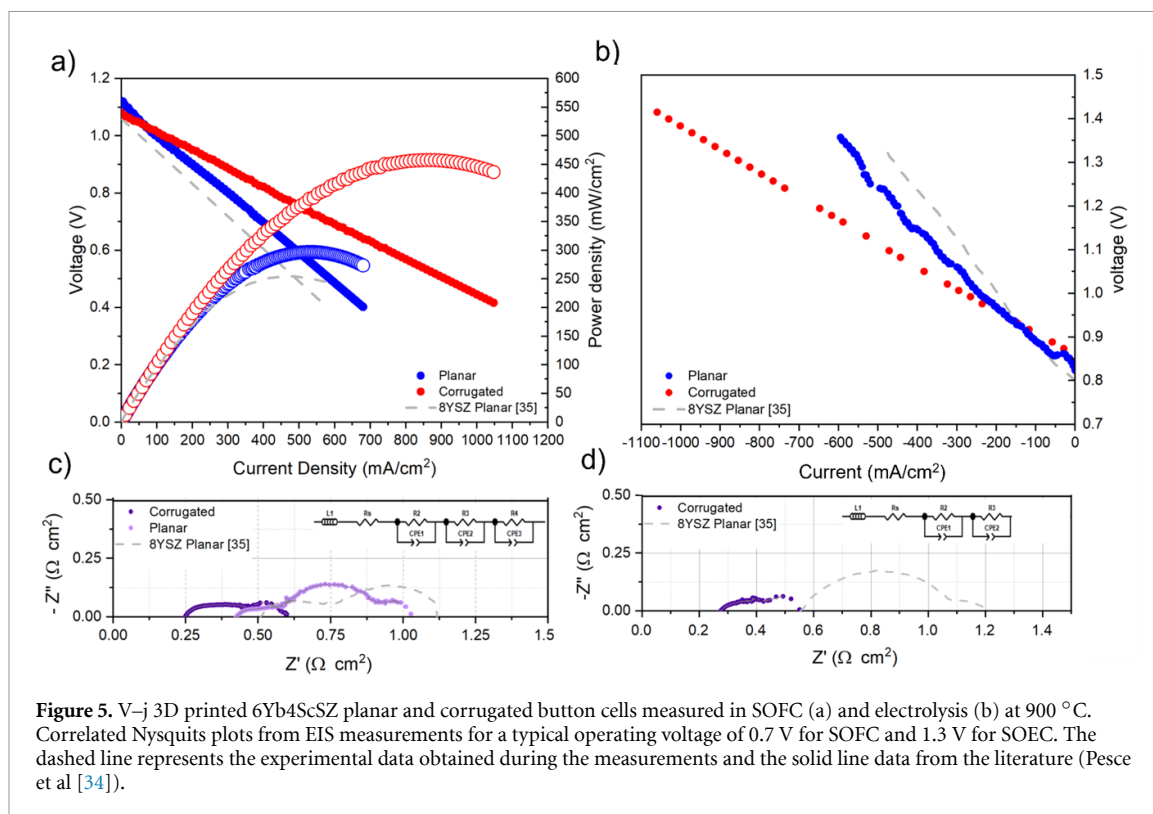 a)
1.2
1.0
0.8
0.6
0.4
0.2
0.0
Voltage (V)
600
550
500
450
400
350
300
250
200
150
100
50
0
Power density (mW/cm²)
Planar
Corrugated
8YSZ Planar [35]
0 100 200 300 400 500 600 700 800 900 1000 1100 1200
Current Density (mA/cm²)
b)
1.5
1.4
1.3
1.2
1.1
1.0
0.9
0.8
0.7
voltage (V)
Planar
Corrugated
8YSZ Planar [35]
-1100 -1000 -900 -800 -700 -600 -500 -400 -300 -200 -100 0
Current (mA/cm²)
c)
0.50
0.25
0.00
- Z'' (Ω cm²)
Corrugated
Planar
8YSZ Planar [35]
L1 Rs R2 R3 R4
CPE1 CPE2 CPE3
0.00 0.25 0.50 0.75 1.00 1.25 1.5
Z' (Ω cm²)
d)
0.50
0.25
0.00
-Z'' (Ω cm²)
Corrugated
8YSZ Planar [35]
L1 Rs R2 R3
CPE1 CPE2
0.0 0.2 0.4 0.6 0.8 1.0 1.2 1.4
Z' (Ω cm²)
Figure 5. V–j 3D printed 6Yb4ScSZ planar and corrugated button cells measured in SOFC (a) and electrolysis (b) at 900 °C.
Correlated Nysquits plots from EIS measurements for a typical operating voltage of 0.7 V for SOFC and 1.3 V for SOEC. The
dashed line represents the experimental data obtained during the measurements and the solid line data from the literature (Pesce
et al [34]).